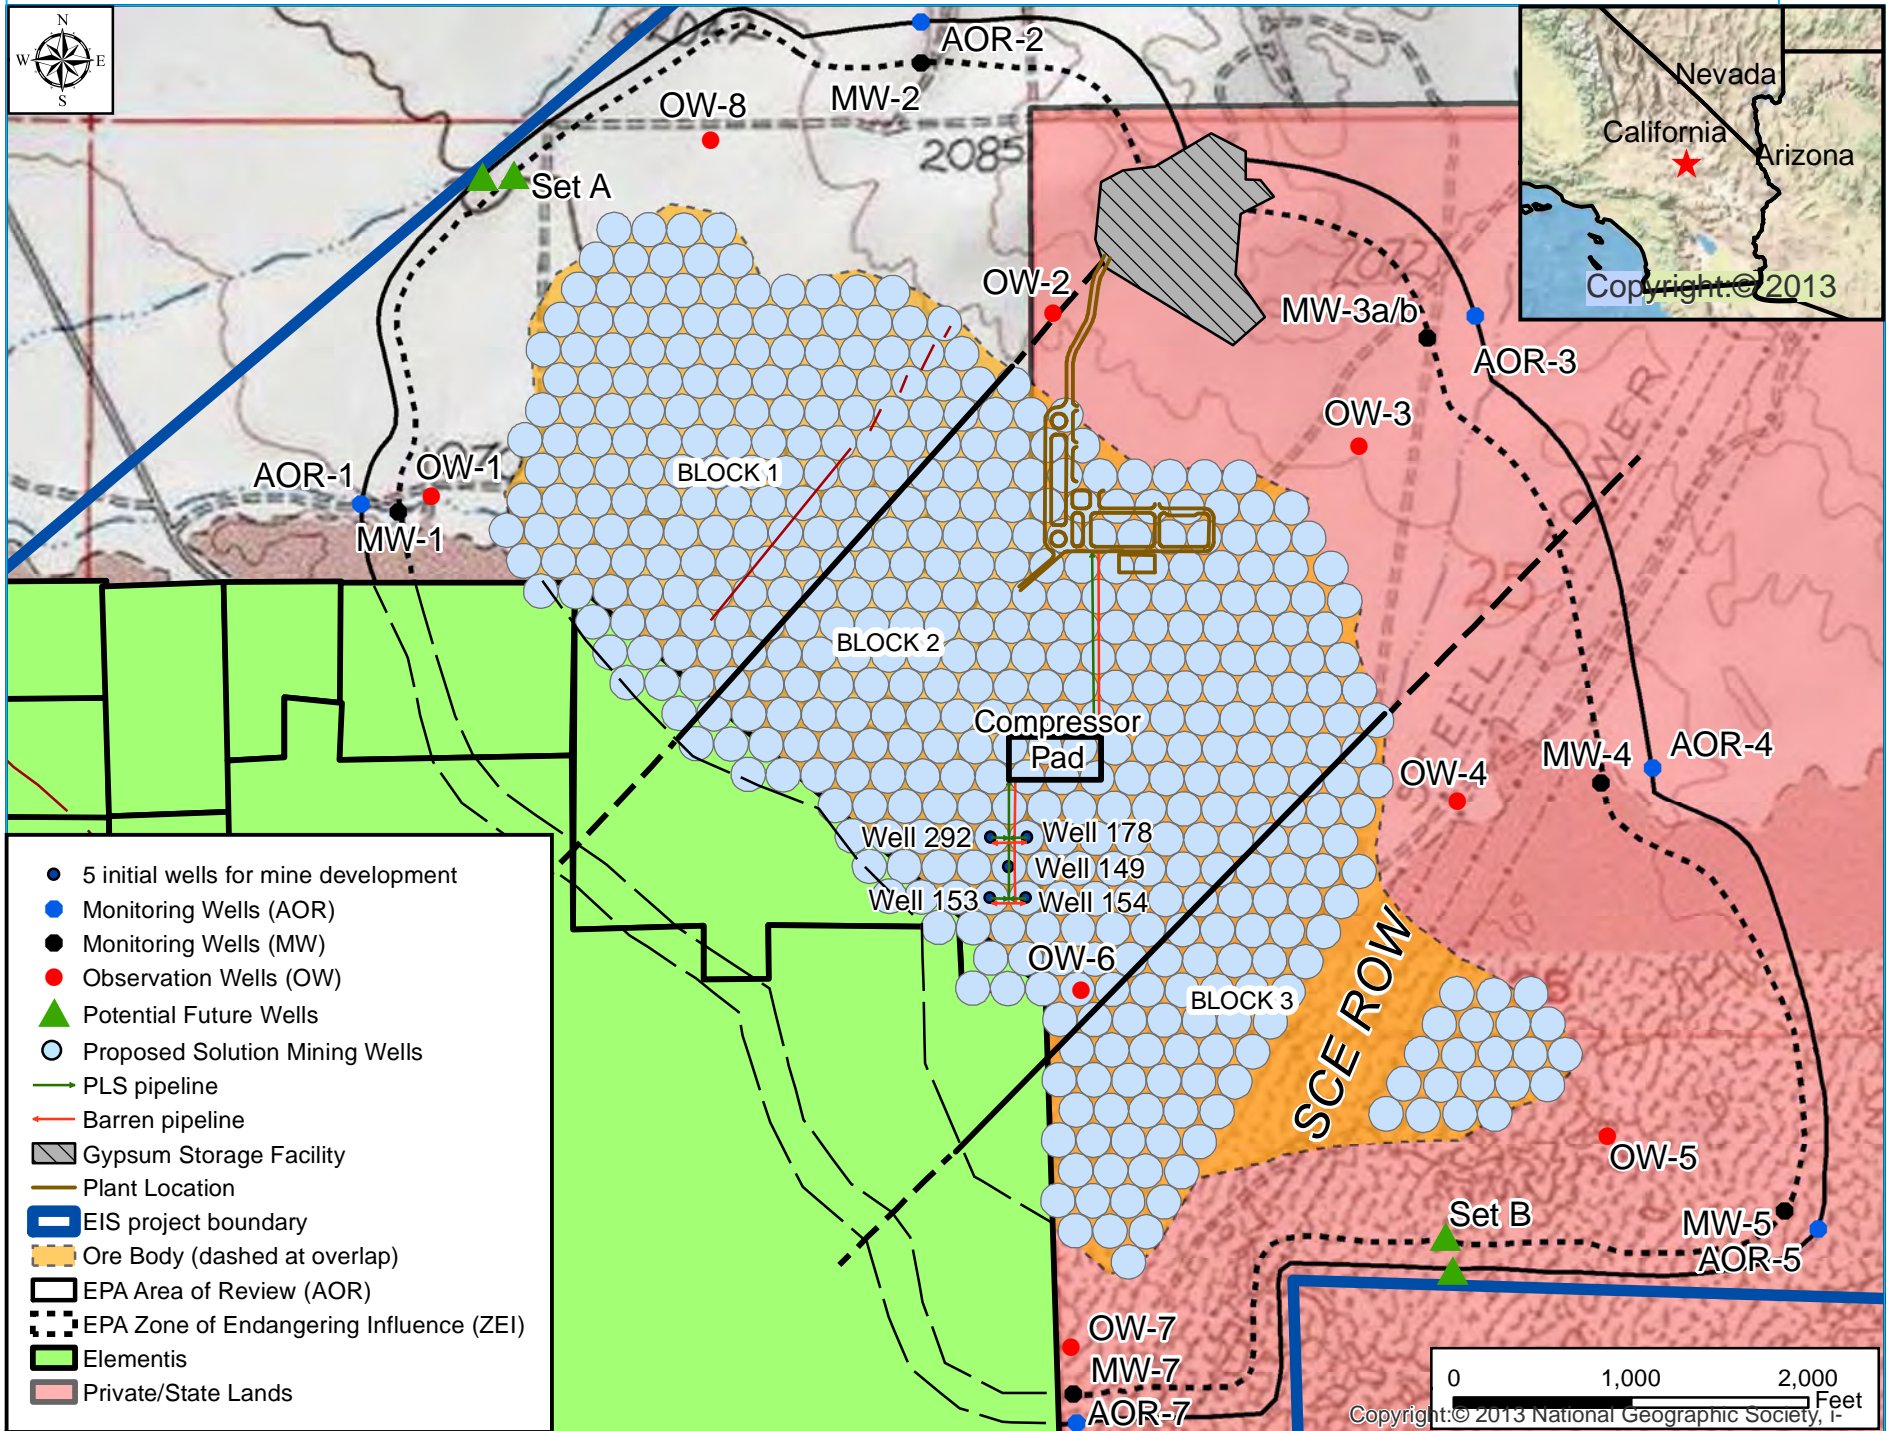 N
W E
S
AOR-2
MW-2
OW-8
2085
Set A
Nevada
California
Arizona
Copyright:© 2013
OW-2
MW-3a/b
AOR-3
OW-3
AOR-1
OW-1
MW-1
BLOCK 1
BLOCK 2
25
STEEL TOWER
Compressor
Pad
OW-4
MW-4
AOR-4
Well 292
Well 178
Well 149
Well 153
Well 154
OW-6
BLOCK 3
SCE ROW
OW-5
Set B
MW-5
AOR-5
OW-7
MW-7
AOR-7
5 initial wells for mine development
Monitoring Wells (AOR)
Monitoring Wells (MW)
Observation Wells (OW)
Potential Future Wells
Proposed Solution Mining Wells
PLS pipeline
Barren pipeline
Gypsum Storage Facility
Plant Location
EIS project boundary
Ore Body (dashed at overlap)
EPA Area of Review (AOR)
EPA Zone of Endangering Influence (ZEI)
Elementis
Private/State Lands
0 1,000 2,000
Feet
Copyright:© 2013 National Geographic Society, i-